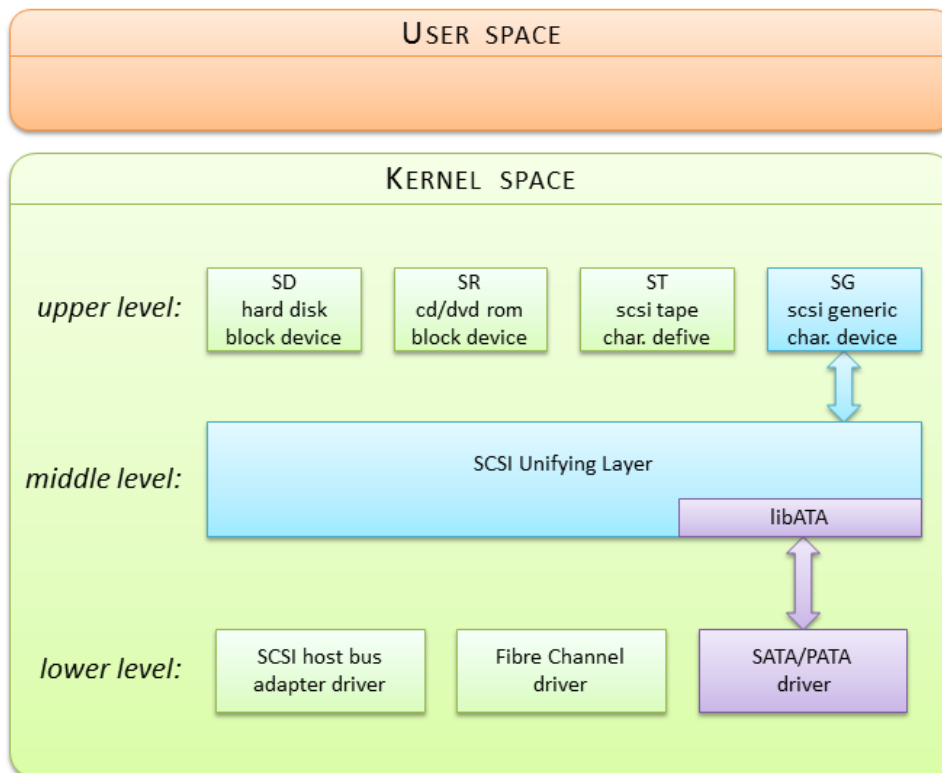 USER SPACE
KERNEL SPACE
upper level:
SD
hard disk
block device
SR
cd/dvd rom
block device
ST
scsi tape
char. defive
SG
scsi generic
char. device
middle level:
SCSI Unifying Layer
libATA
lower level:
SCSI host bus
adapter driver
Fibre Channel
driver
SATA/PATA
driver